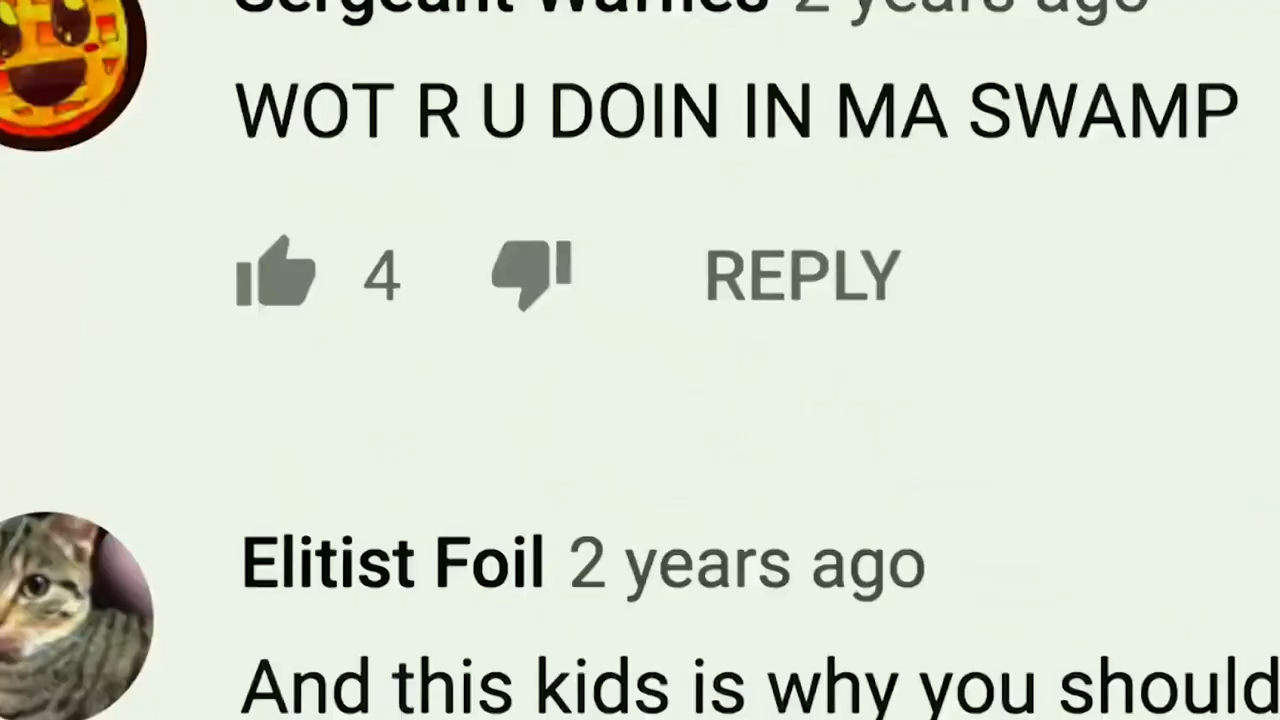 Sergeant Waffles 2 years ago
WOT R U DOIN IN MA SWAMP
4 REPLY
Elitist Foil 2 years ago
And this kids is why you should